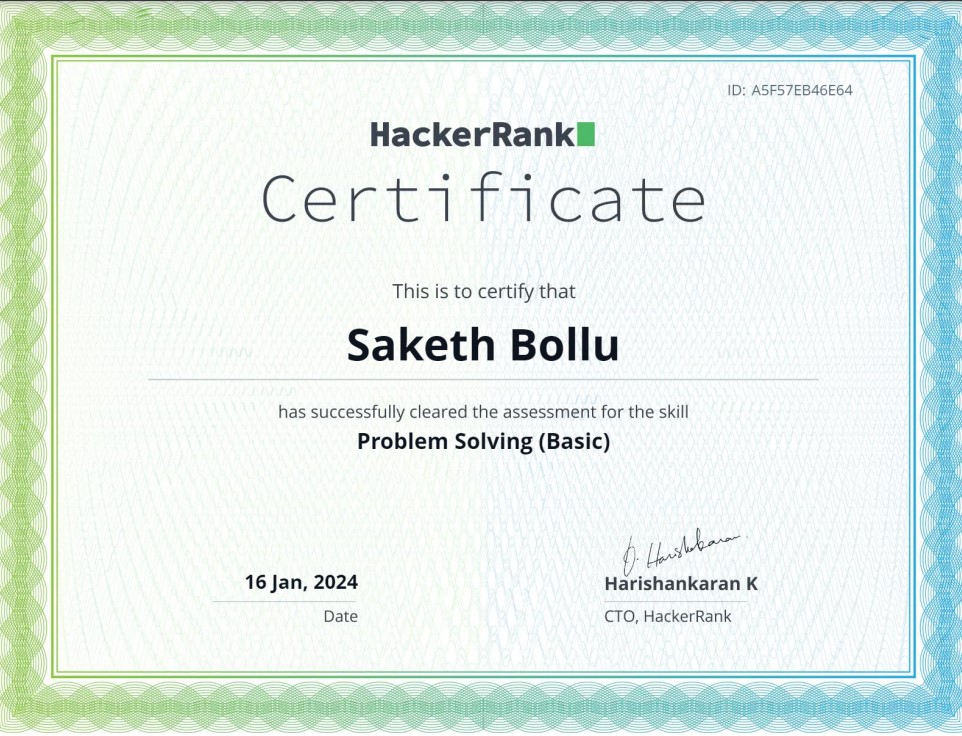 ID: A5F57EB46E64
HackerRank
Certificate
This is to certify that
Saketh Bollu
has successfully cleared the assessment for the skill
Problem Solving (Basic)
16 Jan, 2024
Date
Harishankaran K
CTO, HackerRank